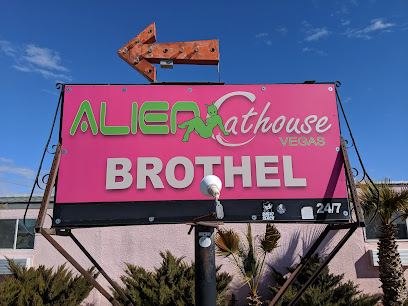 ALIEN Cathouse
VEGAS
BROTHEL
24/7